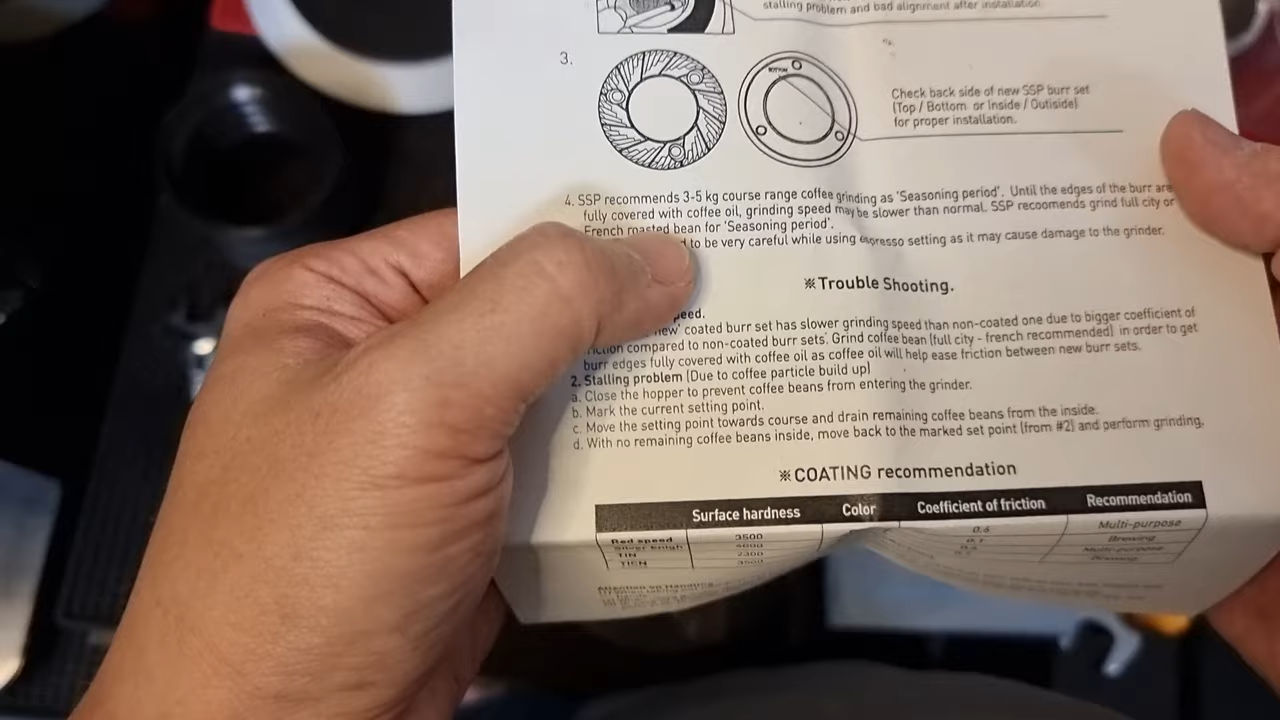 stalling problem and bad alignment after installation
3.
BOTTOM
Check back side of new SSP burr set
(Top / Bottom or Inside / Outiside)
for proper installation.
4. SSP recommends 3-5 kg course range coffee grinding as 'Seasoning period'. Until the edges of the burr are
fully covered with coffee oil, grinding speed may be slower than normal. SSP recoomends grind full city or
French roasted bean for 'Seasoning period'.
to be very careful while using espresso setting as it may cause damage to the grinder.
※Trouble Shooting.
peed.
'new' coated burr set has slower grinding speed than non-coated one due to bigger coefficient of
friction compared to non-coated burr sets. Grind coffee bean (full city - french recommended) in order to get
burr edges fully covered with coffee oil as coffee oil will help ease friction between new burr sets.
2. Stalling problem (Due to coffee particle build up)
a. Close the hopper to prevent coffee beans from entering the grinder.
b. Mark the current setting point.
c. Move the setting point towards course and drain remaining coffee beans from the inside.
d. With no remaining coffee beans inside, move back to the marked set point (from #2) and perform grinding.
※COATING recommendation
Surface hardness Color Coefficient of friction Recommendation
Red speed 3500 0.6 Multi-purpose
Brewing
TIN Multi-purpose